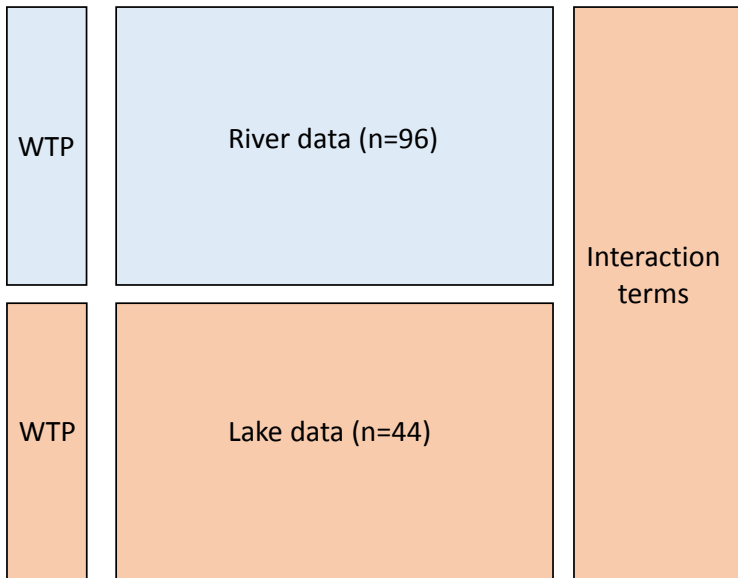 WTP
River data (n=96)
Interaction
terms
WTP
Lake data (n=44)